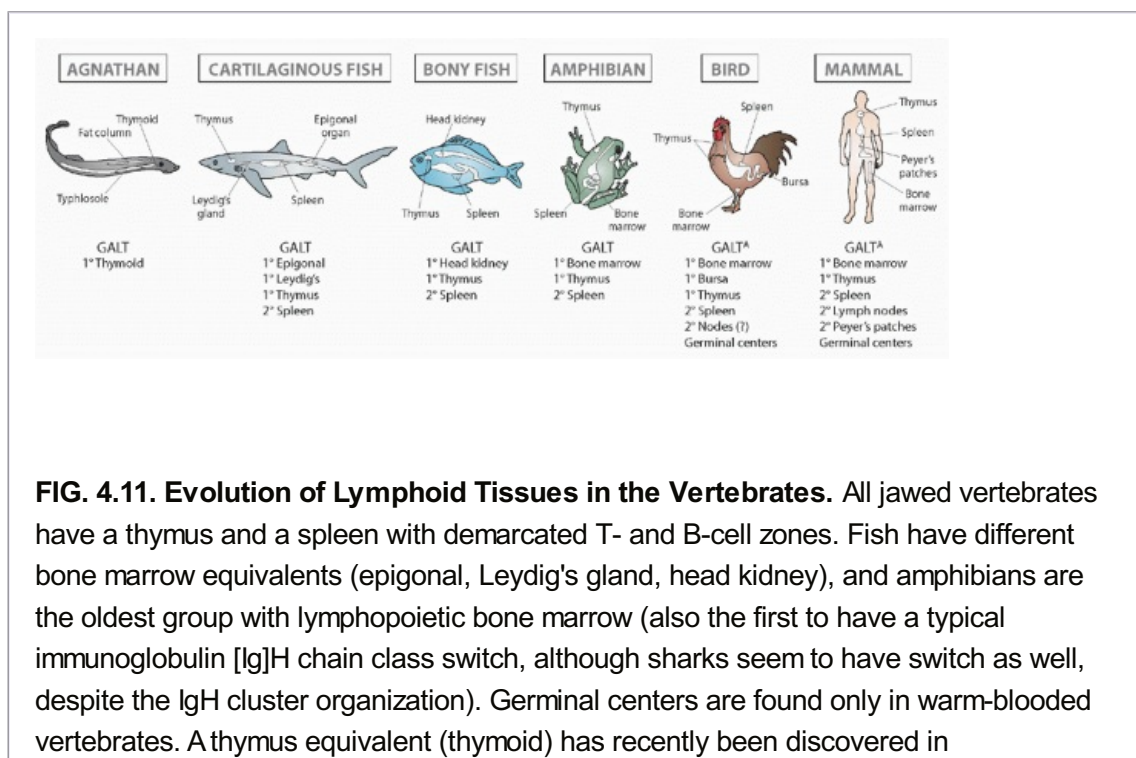 AGNATHAN
CARTILAGINOUS FISH
BONY FISH
AMPHIBIAN
BIRD
MAMMAL
Thymoid
Fat column
Typhlosole
Thymus
Epigonal
organ
Leydig's
gland
Spleen
Head kidney
Thymus
Spleen
Thymus
Spleen
Bone
marrow
Spleen
Thymus
Bursa
Bone
marrow
Thymus
Spleen
Peyer's
patches
Bone
marrow
GALT
1° Thymoid
GALT
1° Epigonal
1° Leydig's
1° Thymus
2° Spleen
GALT
1° Head kidney
1° Thymus
2° Spleen
GALT
1° Bone marrow
1° Thymus
2° Spleen
GALTᴬ
1° Bone marrow
1° Bursa
1° Thymus
2° Spleen
2° Nodes (?)
Germinal centers
GALTᴬ
1° Bone marrow
1° Thymus
2° Spleen
2° Lymph nodes
2° Peyer's patches
Germinal centers
FIG. 4.11. Evolution of Lymphoid Tissues in the Vertebrates. All jawed vertebrates
have a thymus and a spleen with demarcated T- and B-cell zones. Fish have different
bone marrow equivalents (epigonal, Leydig's gland, head kidney), and amphibians are
the oldest group with lymphopoietic bone marrow (also the first to have a typical
immunoglobulin [Ig]H chain class switch, although sharks seem to have switch as well,
despite the IgH cluster organization). Germinal centers are found only in warm-blooded
vertebrates. A thymus equivalent (thymoid) has recently been discovered in